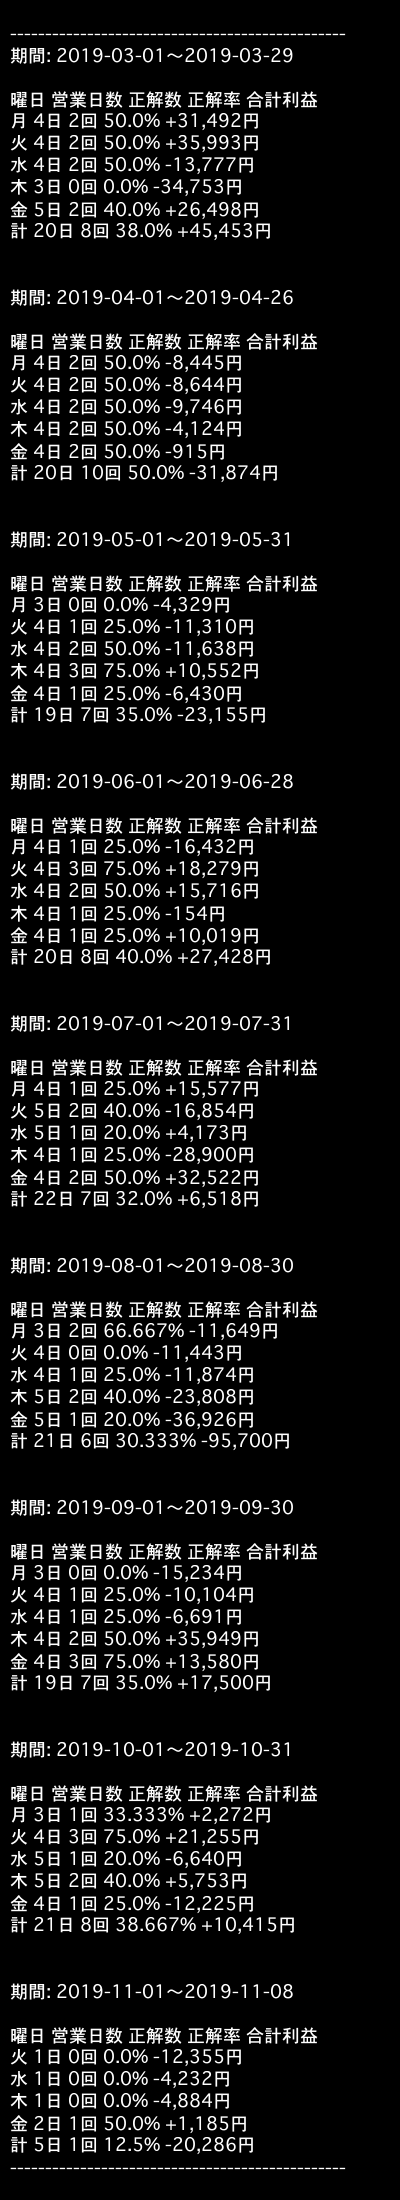 ------------------------------------------------
期間: 2019-03-01〜2019-03-29
曜日 営業日数 正解数 正解率 合計利益
月 4日 2回 50.0% +31,492円
火 4日 2回 50.0% +35,993円
水 4日 2回 50.0% -13,777円
木 3日 0回 0.0% -34,753円
金 5日 2回 40.0% +26,498円
計 20日 8回 38.0% +45,453円
期間: 2019-04-01〜2019-04-26
曜日 営業日数 正解数 正解率 合計利益
月 4日 2回 50.0% -8,445円
火 4日 2回 50.0% -8,644円
水 4日 2回 50.0% -9,746円
木 4日 2回 50.0% -4,124円
金 4日 2回 50.0% -915円
計 20日 10回 50.0% -31,874円
期間: 2019-05-01〜2019-05-31
曜日 営業日数 正解数 正解率 合計利益
月 3日 0回 0.0% -4,329円
火 4日 1回 25.0% -11,310円
水 4日 2回 50.0% -11,638円
木 4日 3回 75.0% +10,552円
金 4日 1回 25.0% -6,430円
計 19日 7回 35.0% -23,155円
期間: 2019-06-01〜2019-06-28
曜日 営業日数 正解数 正解率 合計利益
月 4日 1回 25.0% -16,432円
火 4日 3回 75.0% +18,279円
水 4日 2回 50.0% +15,716円
木 4日 1回 25.0% -154円
金 4日 1回 25.0% +10,019円
計 20日 8回 40.0% +27,428円
期間: 2019-07-01〜2019-07-31
曜日 営業日数 正解数 正解率 合計利益
月 4日 1回 25.0% +15,577円
火 5日 2回 40.0% -16,854円
水 5日 1回 20.0% +4,173円
木 4日 1回 25.0% -28,900円
金 4日 2回 50.0% +32,522円
計 22日 7回 32.0% +6,518円
期間: 2019-08-01〜2019-08-30
曜日 営業日数 正解数 正解率 合計利益
月 3日 2回 66.667% -11,649円
火 4日 0回 0.0% -11,443円
水 4日 1回 25.0% -11,874円
木 5日 2回 40.0% -23,808円
金 5日 1回 20.0% -36,926円
計 21日 6回 30.333% -95,700円
期間: 2019-09-01〜2019-09-30
曜日 営業日数 正解数 正解率 合計利益
月 3日 0回 0.0% -15,234円
火 4日 1回 25.0% -10,104円
水 4日 1回 25.0% -6,691円
木 4日 2回 50.0% +35,949円
金 4日 3回 75.0% +13,580円
計 19日 7回 35.0% +17,500円
期間: 2019-10-01〜2019-10-31
曜日 営業日数 正解数 正解率 合計利益
月 3日 1回 33.333% +2,272円
火 4日 3回 75.0% +21,255円
水 5日 1回 20.0% -6,640円
木 5日 2回 40.0% +5,753円
金 4日 1回 25.0% -12,225円
計 21日 8回 38.667% +10,415円
期間: 2019-11-01〜2019-11-08
曜日 営業日数 正解数 正解率 合計利益
火 1日 0回 0.0% -12,355円
水 1日 0回 0.0% -4,232円
木 1日 0回 0.0% -4,884円
金 2日 1回 50.0% +1,185円
計 5日 1回 12.5% -20,286円
------------------------------------------------